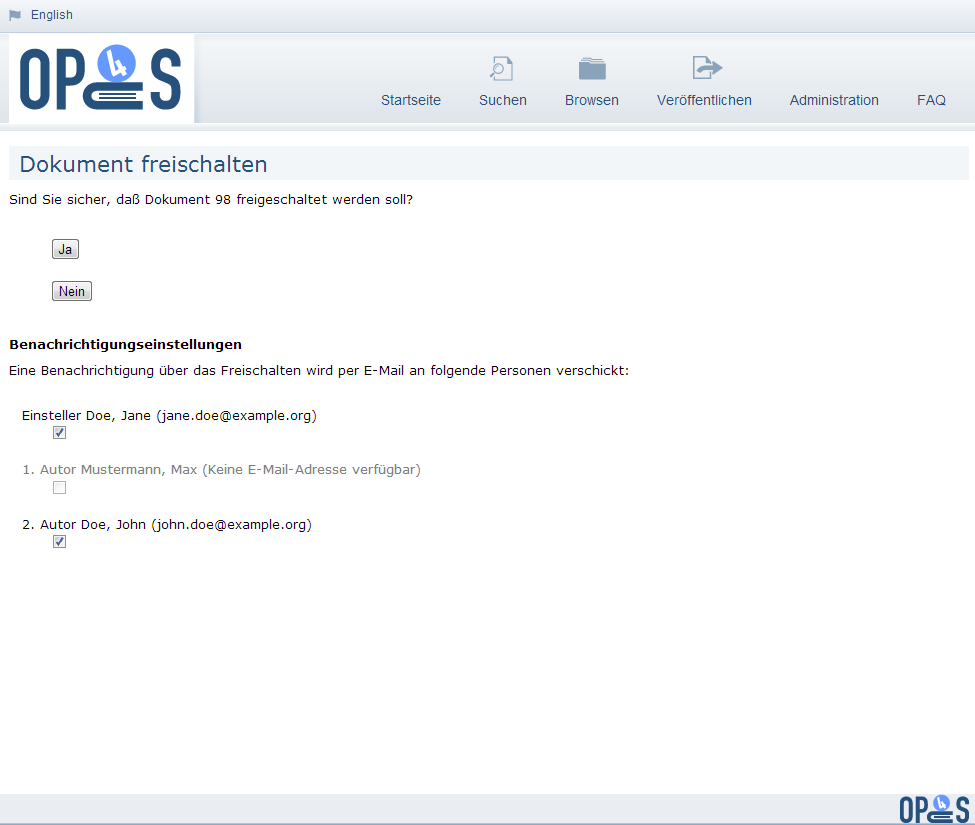 English
OPUS 4
Startseite
Suchen
Browsen
Veröffentlichen
Administration
FAQ
Dokument freischalten
Sind Sie sicher, daß Dokument 98 freigeschaltet werden soll?
Ja
Nein
Benachrichtigungseinstellungen
Eine Benachrichtigung über das Freischalten wird per E-Mail an folgende Personen verschickt:
Einsteller Doe, Jane (jane.doe@example.org)
1. Autor Mustermann, Max (Keine E-Mail-Adresse verfügbar)
2. Autor Doe, John (john.doe@example.org)
OPUS 4